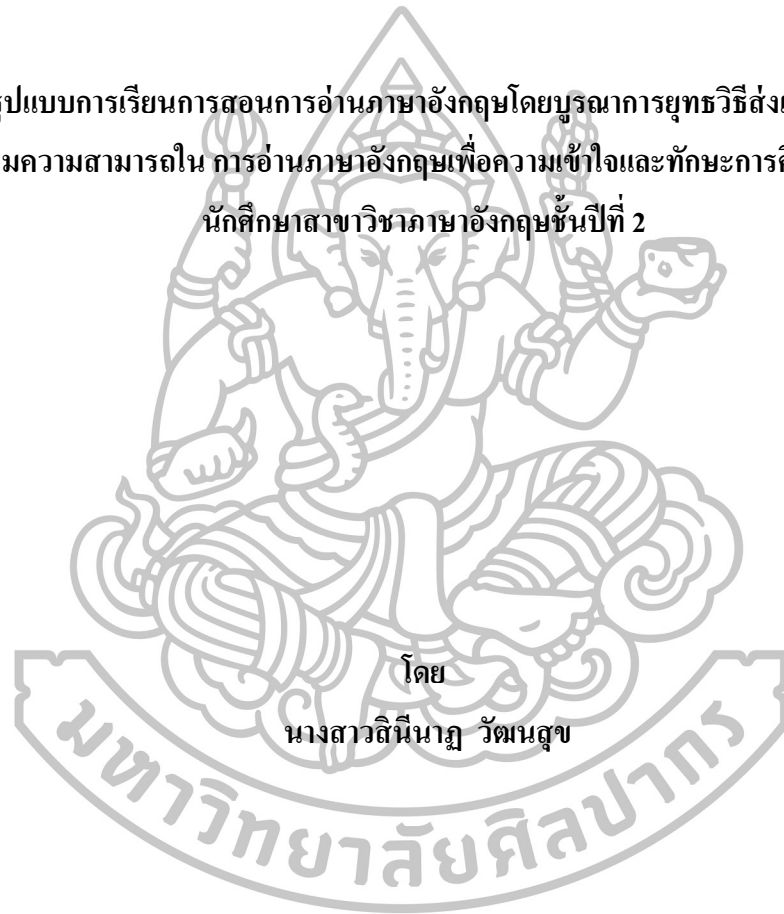 รูปแบบการเรียนการสอนการอ่านภาษาอังกฤษโดยบูรณาการยุทธวิธีส่ง
ความสามารถใน การอ่านภาษาอังกฤษเพื่อความเข้าใจและทักษะการ
นักศึกษาสาขาวิชาภาษาอังกฤษชั้นปีที่ 2
โดย
นางสาวสินีนาฏ วัฒนสุข
มหาวิทยาลัยศิลปากร